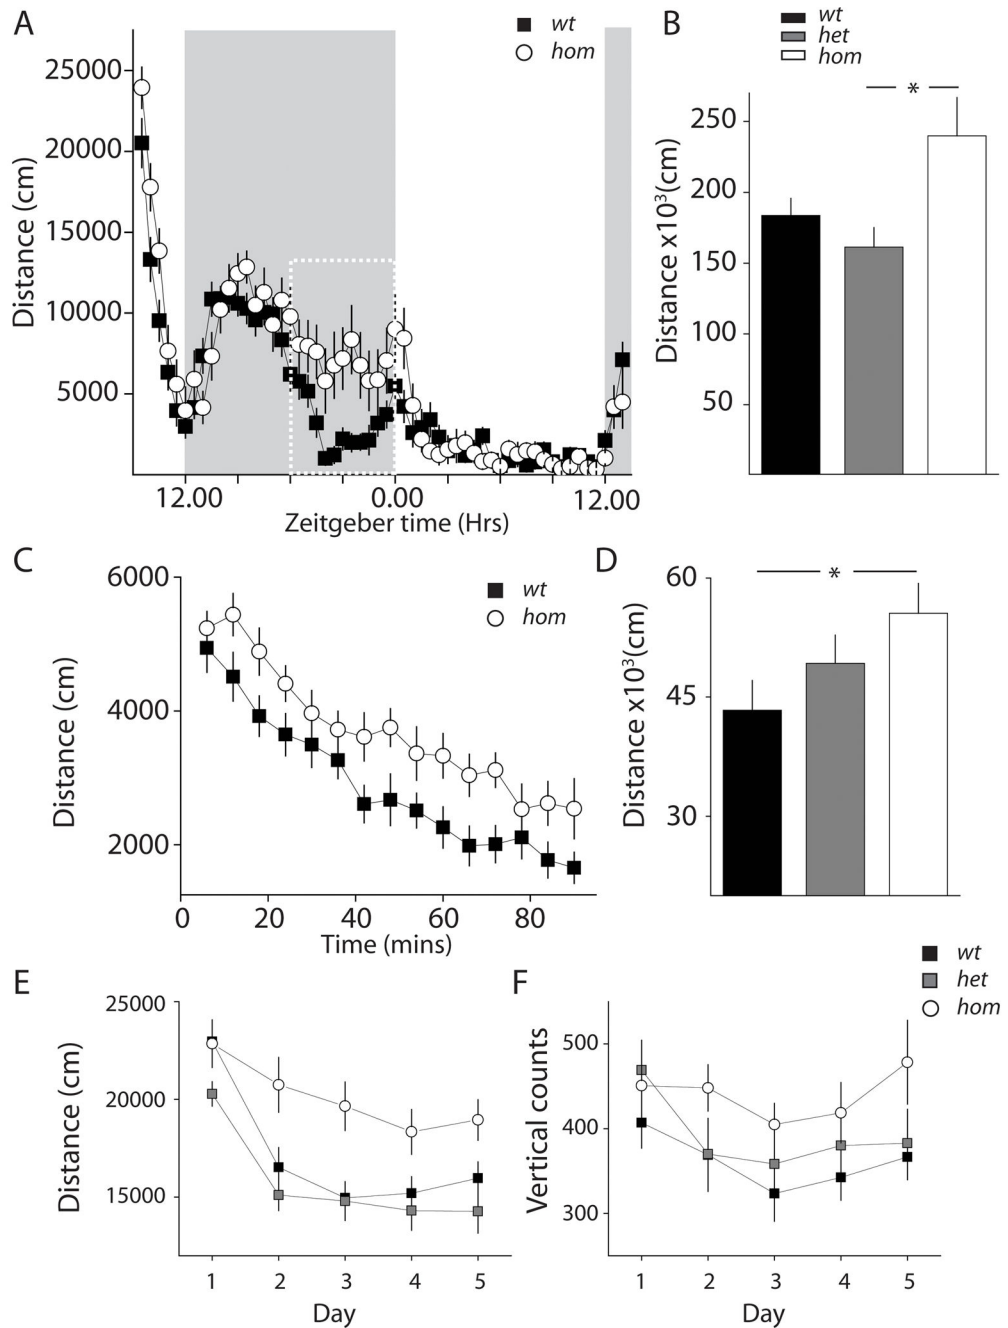 A
wt
hom
25000
20000
15000
10000
5000
Distance (cm)
12.00
0.00
12.00
Zeitgeber time (Hrs)
B
wt
het
hom
*
250
200
150
100
50
Distance x10³(cm)
C
6000
4000
2000
Distance (cm)
wt
hom
0
20
40
60
80
Time (mins)
D
*
60
45
30
Distance x10³(cm)
E
25000
20000
15000
Distance (cm)
1
2
3
4
5
Day
F
wt
het
hom
500
400
300
Vertical counts
1
2
3
4
5
Day